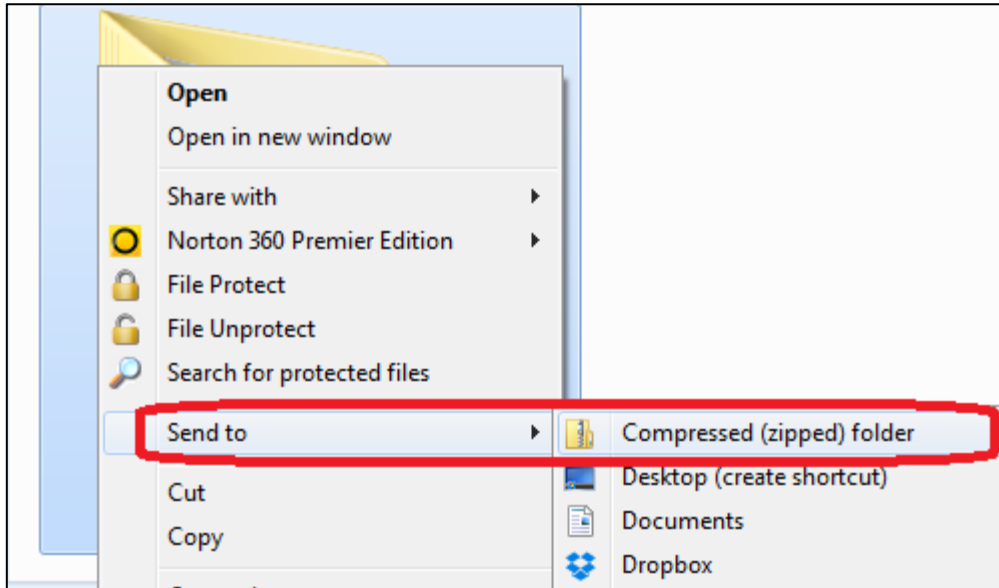 Open
Open in new window
Share with
Norton 360 Premier Edition
File Protect
File Unprotect
Search for protected files
Send to
Compressed (zipped) folder
Desktop (create shortcut)
Documents
Dropbox
Cut
Copy